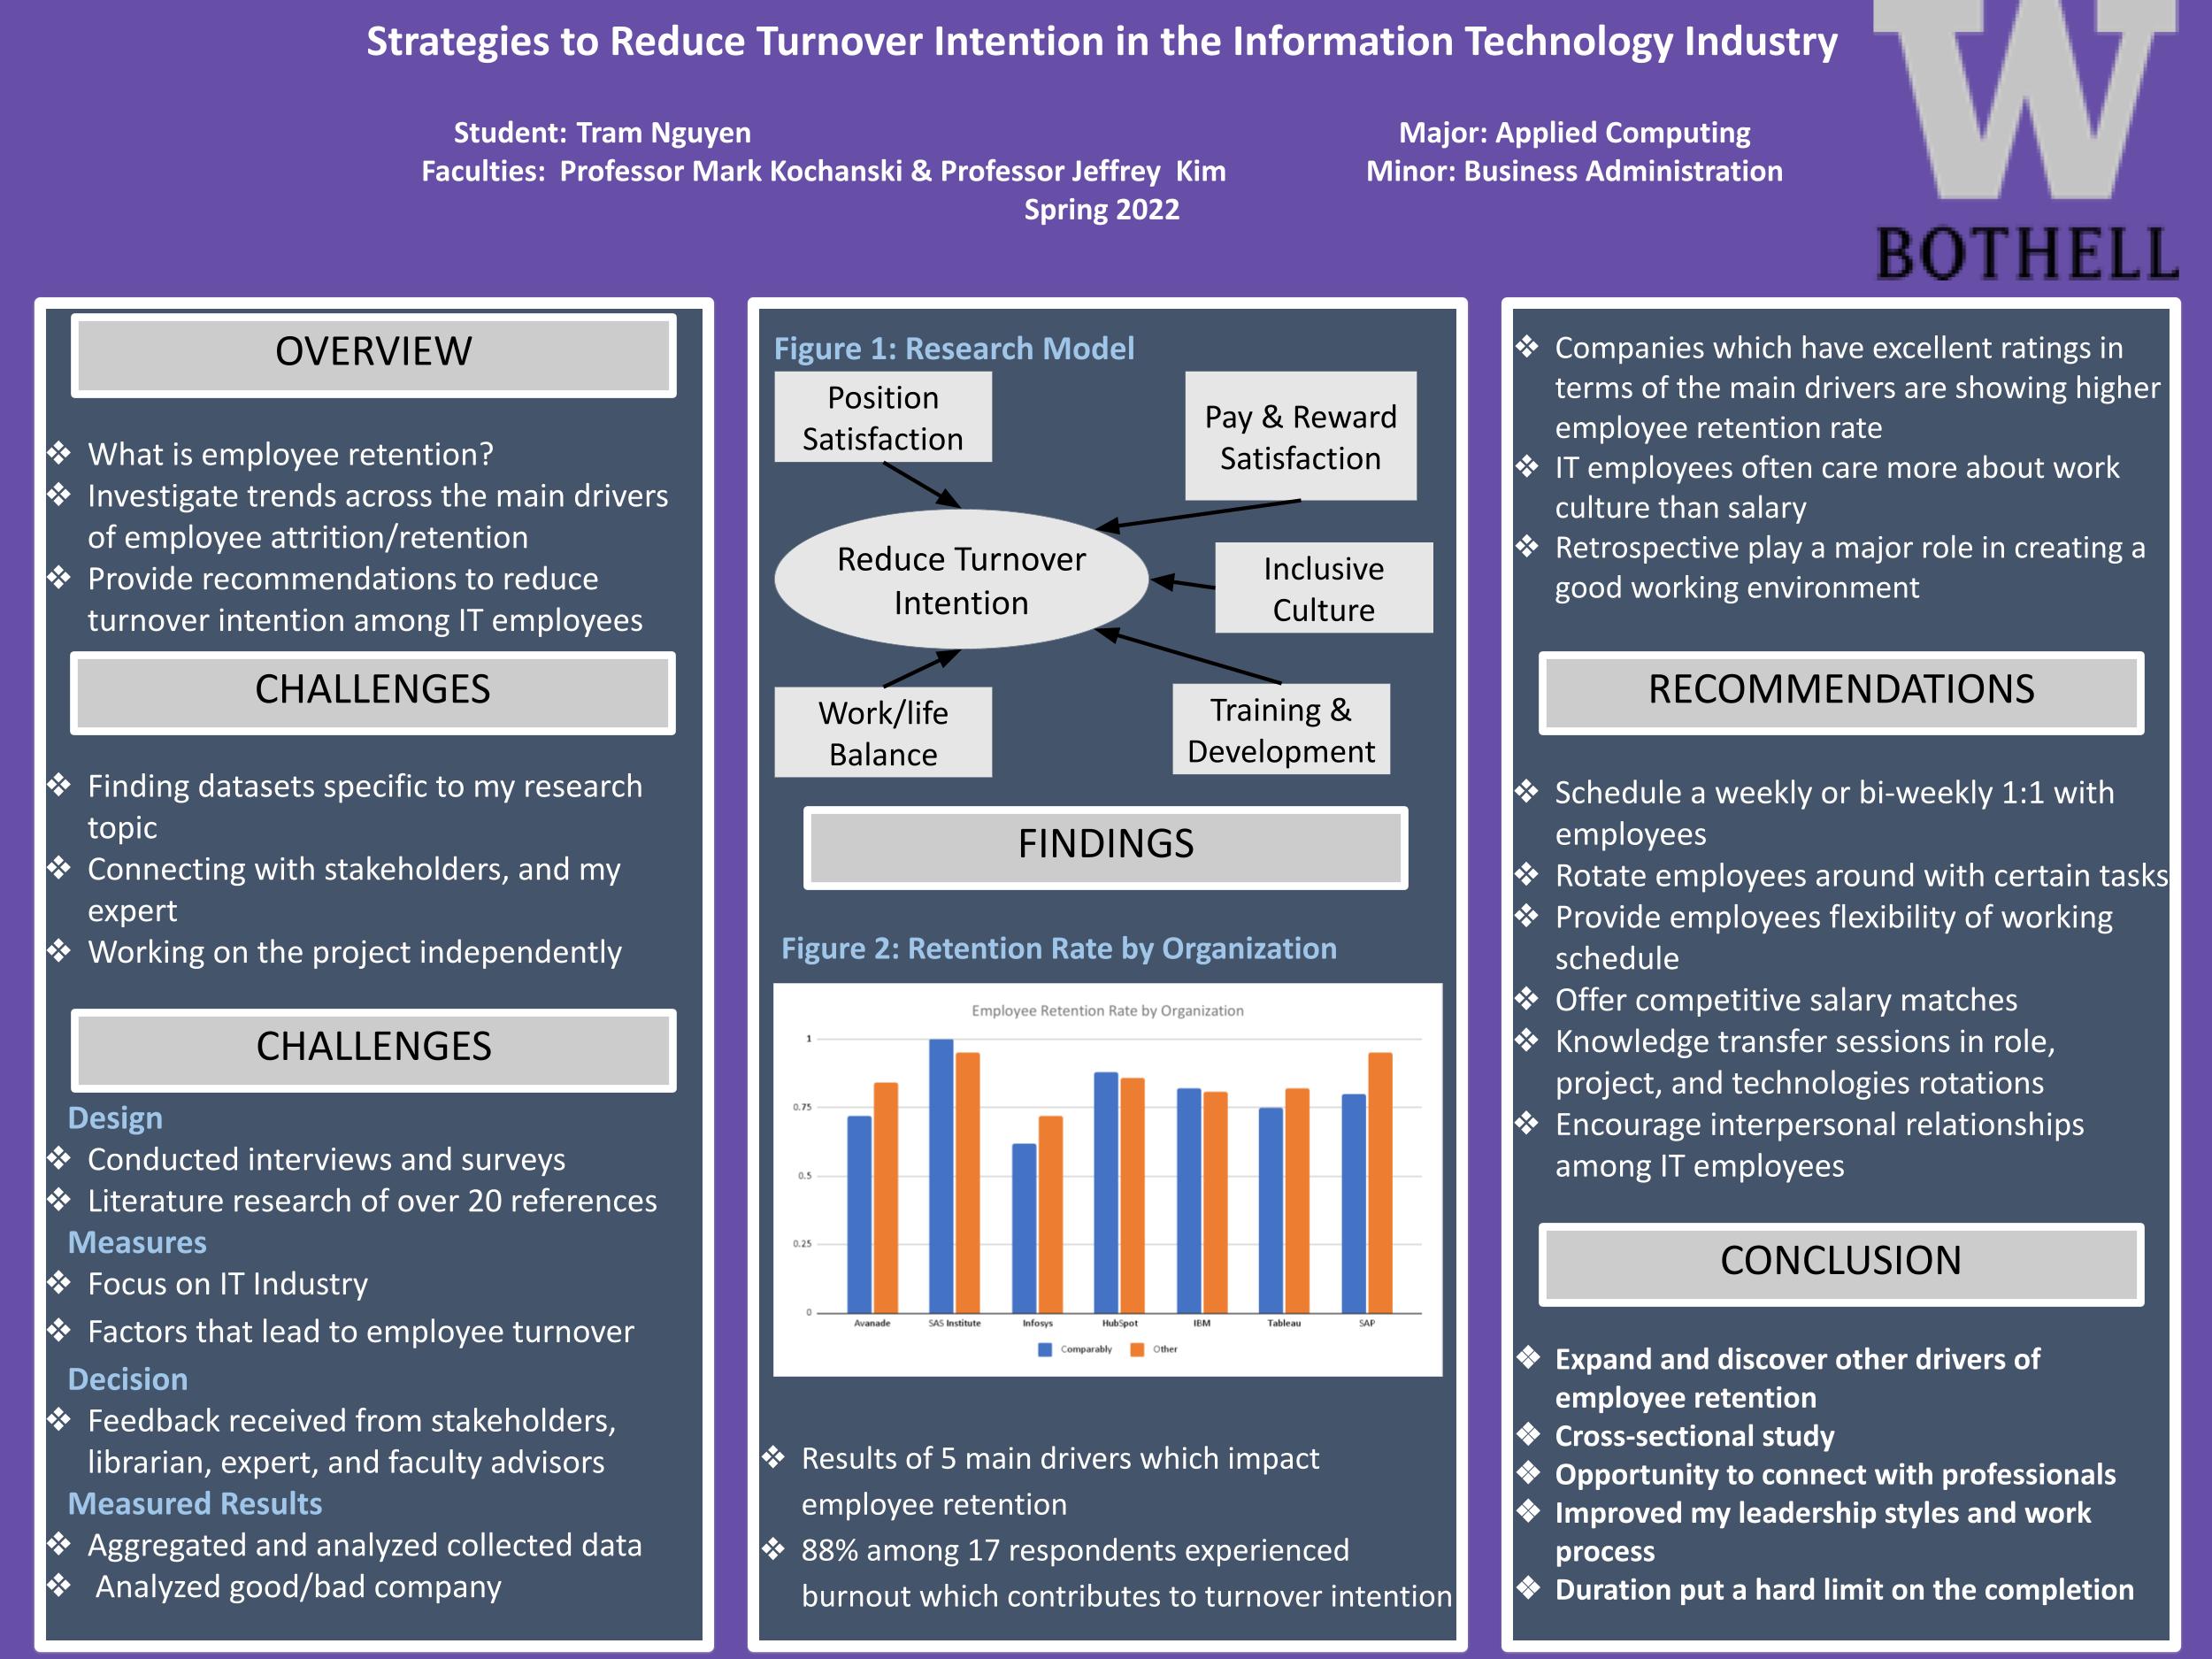 Strategies to Reduce Turnover Intention in the Information Technology Industry
Student: Tram Nguyen
Major: Applied Computing
Faculties: Professor Mark Kochanski & Professor Jeffrey Kim
Minor: Business Administration
Spring 2022
W
BOTHELL
OVERVIEW
❖ What is employee retention?
❖ Investigate trends across the main drivers
of employee attrition/retention
❖ Provide recommendations to reduce
turnover intention among IT employees
CHALLENGES
❖ Finding datasets specific to my research
topic
❖ Connecting with stakeholders, and my
expert
❖ Working on the project independently
CHALLENGES
Design
❖ Conducted interviews and surveys
❖ Literature research of over 20 references
Measures
❖ Focus on IT Industry
❖ Factors that lead to employee turnover
Decision
❖ Feedback received from stakeholders,
librarian, expert, and faculty advisors
Measured Results
❖ Aggregated and analyzed collected data
❖ Analyzed good/bad company
Figure 1: Research Model
Position
Satisfaction
Pay & Reward
Satisfaction
Reduce Turnover
Intention
Inclusive
Culture
Work/life
Balance
Training &
Development
FINDINGS
Figure 2: Retention Rate by Organization
Employee Retention Rate by Organization
1
0.75
0.5
0.25
0
Avanade SAS Institute Infosys HubSpot IBM Tableau SAP
Comparably Other
❖ Results of 5 main drivers which impact
employee retention
❖ 88% among 17 respondents experienced
burnout which contributes to turnover intention
❖ Companies which have excellent ratings in
terms of the main drivers are showing higher
employee retention rate
❖ IT employees often care more about work
culture than salary
❖ Retrospective play a major role in creating a
good working environment
RECOMMENDATIONS
❖ Schedule a weekly or bi-weekly 1:1 with
employees
❖ Rotate employees around with certain tasks
❖ Provide employees flexibility of working
schedule
❖ Offer competitive salary matches
❖ Knowledge transfer sessions in role,
project, and technologies rotations
❖ Encourage interpersonal relationships
among IT employees
CONCLUSION
❖ Expand and discover other drivers of
employee retention
❖ Cross-sectional study
❖ Opportunity to connect with professionals
❖ Improved my leadership styles and work
process
❖ Duration put a hard limit on the completion